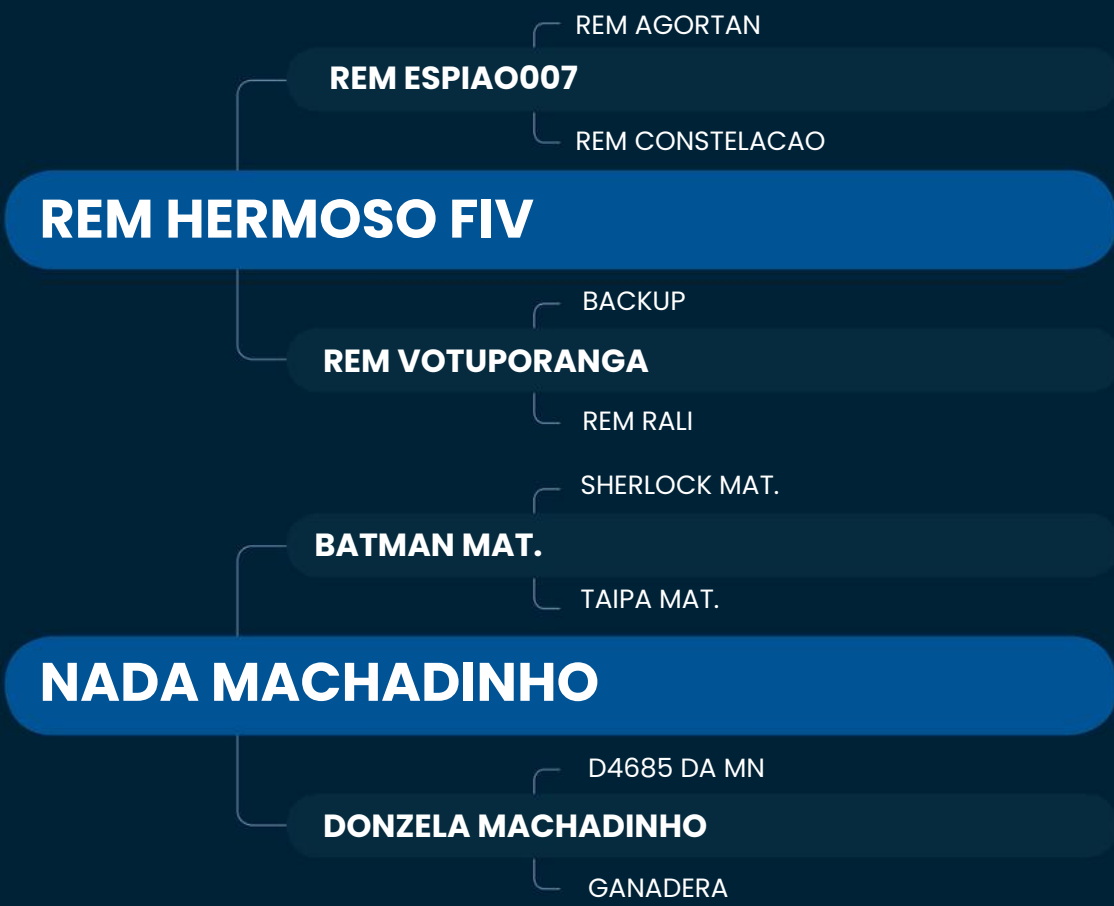 REM AGORTAN
REM ESPIAO007
REM CONSTELACAO
REM HERMOSO FIV
BACKUP
REM VOTUPORANGA
REM RALI
SHERLOCK MAT.
BATMAN MAT.
TAIPA MAT.
NADA MACHADINHO
D4685 DA MN
DONZELA MACHADINHO
GANADERA